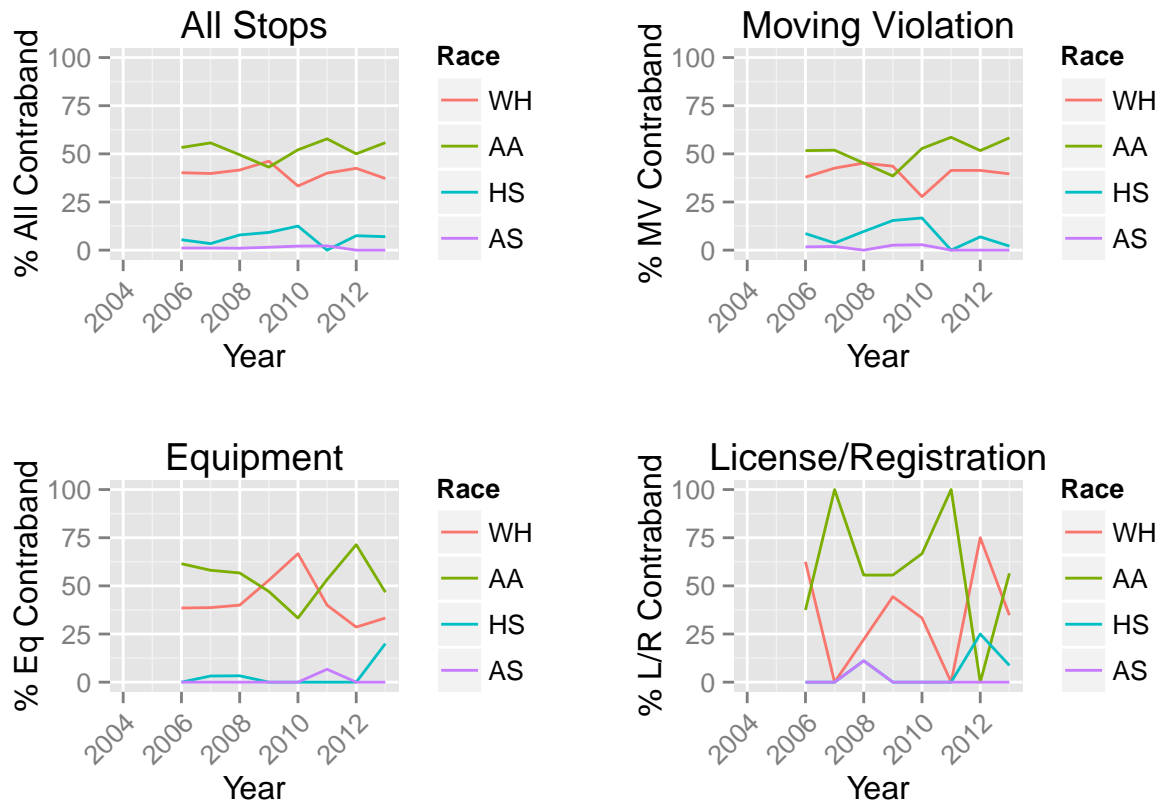 All Stops
% All Contraband
100
75
50
25
0
2004
2006
2008
2010
2012
Year
Race
WH
AA
HS
AS
Moving Violation
% MV Contraband
100
75
50
25
0
2004
2006
2008
2010
2012
Year
Race
WH
AA
HS
AS
Equipment
% Eq Contraband
100
75
50
25
0
2004
2006
2008
2010
2012
Year
Race
WH
AA
HS
AS
License/Registration
% L/R Contraband
100
75
50
25
0
2004
2006
2008
2010
2012
Year
Race
WH
AA
HS
AS